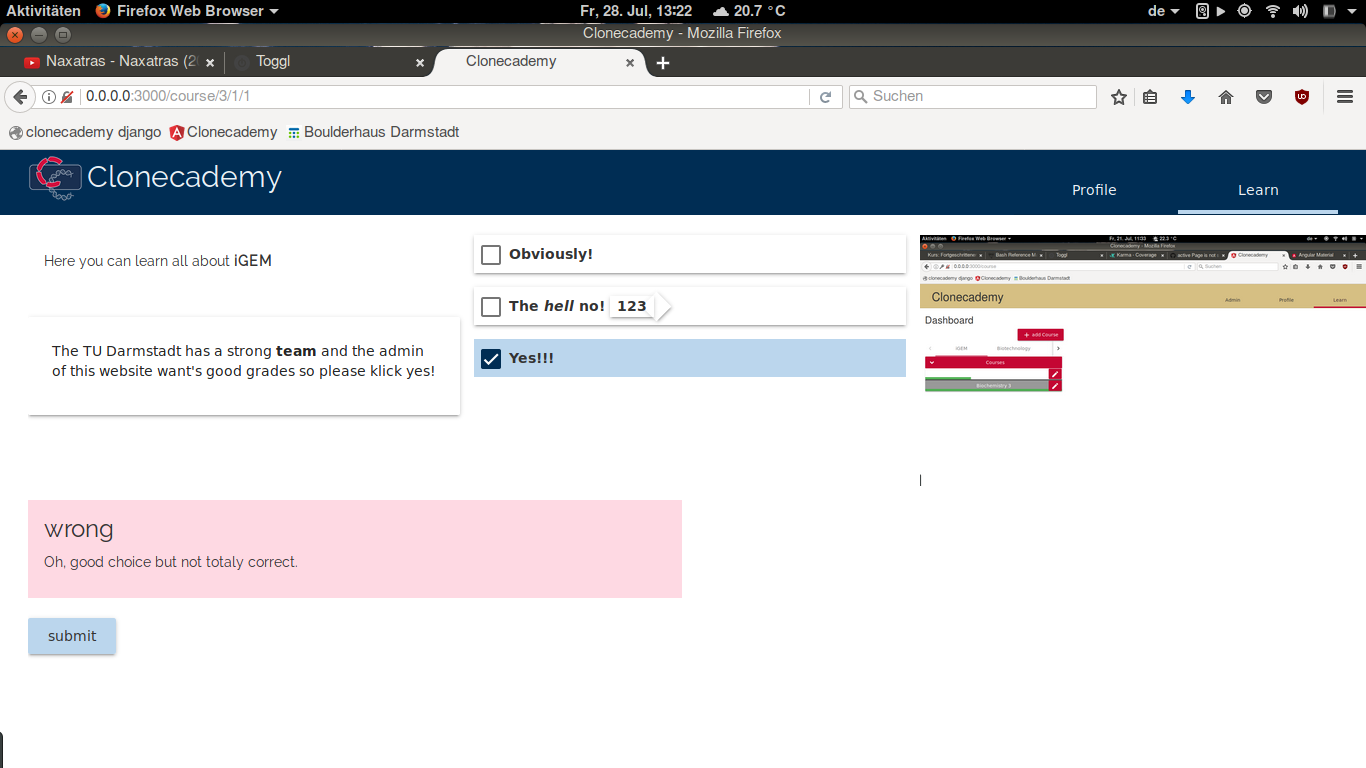 Aktivitäten Firefox Web Browser Fr, 28. Jul, 13:22 20.7 °C de
Clonecademy - Mozilla Firefox
Naxatras - Naxatras (2 Toggl Clonecademy
0.0.0.0:3000/course/3/1/1 Suchen
clonecademy django Clonecademy Boulderhaus Darmstadt
Clonecademy
Profile Learn
Here you can learn all about iGEM
The TU Darmstadt has a strong team and the admin
of this website want's good grades so please klick yes!
Obviously!
The hell no! 123
Yes!!!
Aktivitäten Firefox Web Browser Fr, 21. Jul, 11:33 22.3 °C de
Clonecademy - Mozilla Firefox
Kurs: Fortgeschrittene Bash Reference M Toggl Karma - Coverage active Page is not Clonecademy Angular Material
0.0.0.0:3000/course Suchen
clonecademy django Clonecademy Boulderhaus Darmstadt
Clonecademy Admin Profile Learn
Dashboard
+ add Course
iGEM Biotechnology
Courses
Biochemistry 3
wrong
Oh, good choice but not totaly correct.
submit